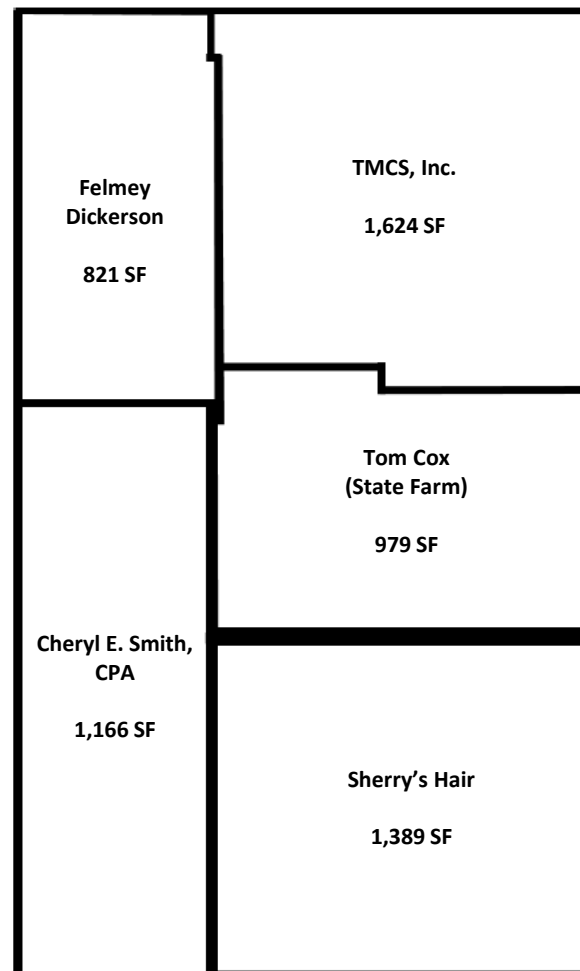 Felmey
Dickerson
821 SF
TMCS, Inc.
1,624 SF
Tom Cox
(State Farm)
979 SF
Cheryl E. Smith,
CPA
1,166 SF
Sherry’s Hair
1,389 SF